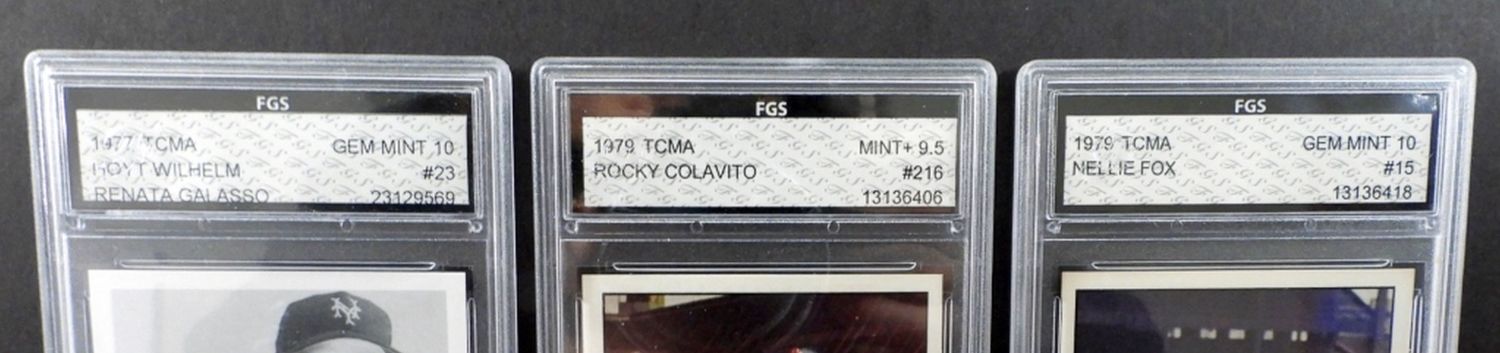 FGS
1977 TCMA GEM MINT 10
HOYT WILHELM #23
RENATA GALASSO 23129569
NY
FGS
1979 TCMA MINT+ 9.5
ROCKY COLAVITO #216
13136406
FGS
1979 TCMA GEM MINT 10
NELLIE FOX #15
13136418